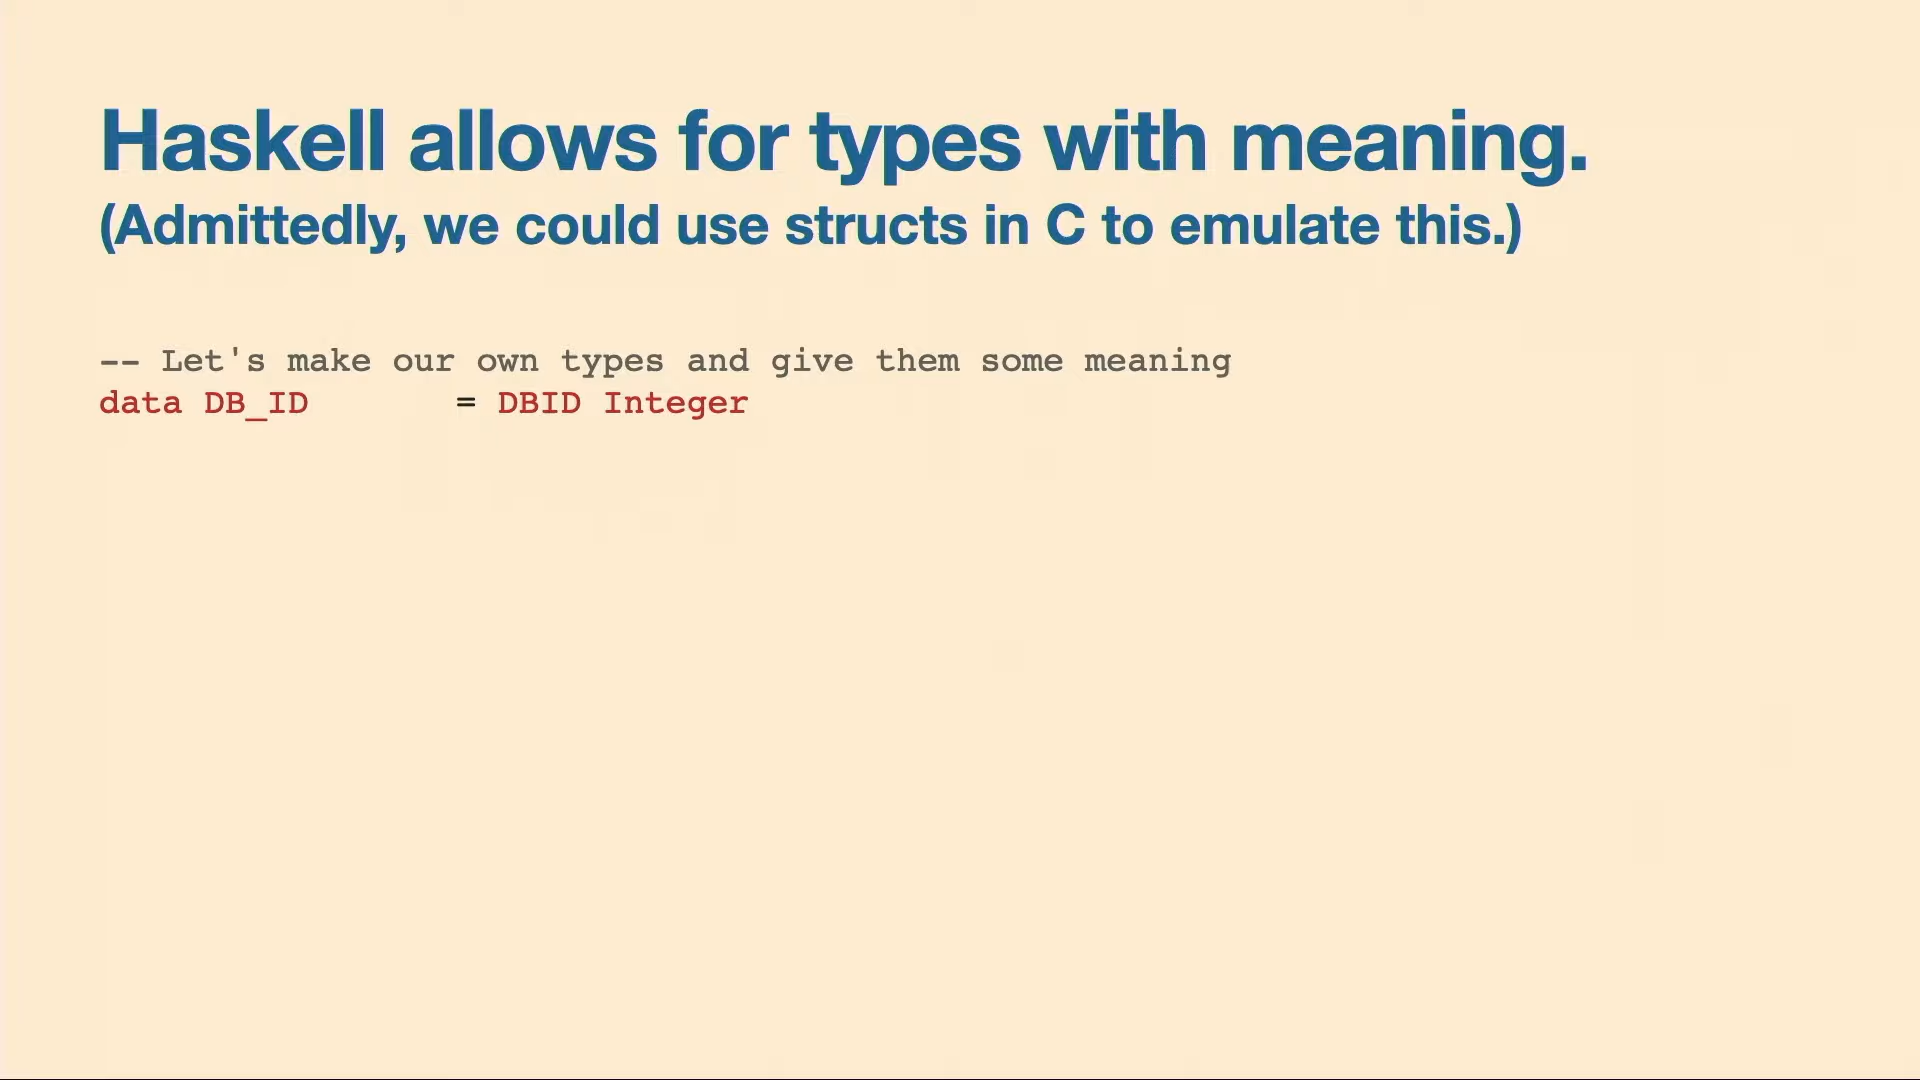 Haskell allows for types with meaning.
(Admittedly, we could use structs in C to emulate this.)
-- Let's make our own types and give them some meaning
data DB_ID       = DBID Integer